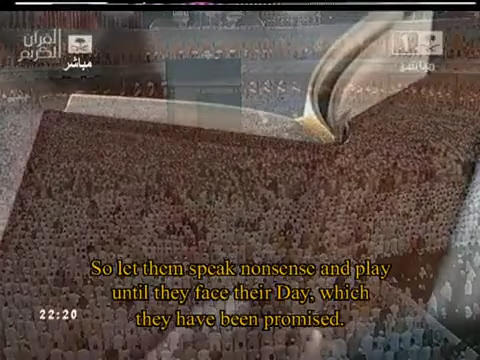 القرآن
الكريم
مباشر
1
مباشر
So let them speak nonsense and play
until they face their Day, which
they have been promised.
22:20